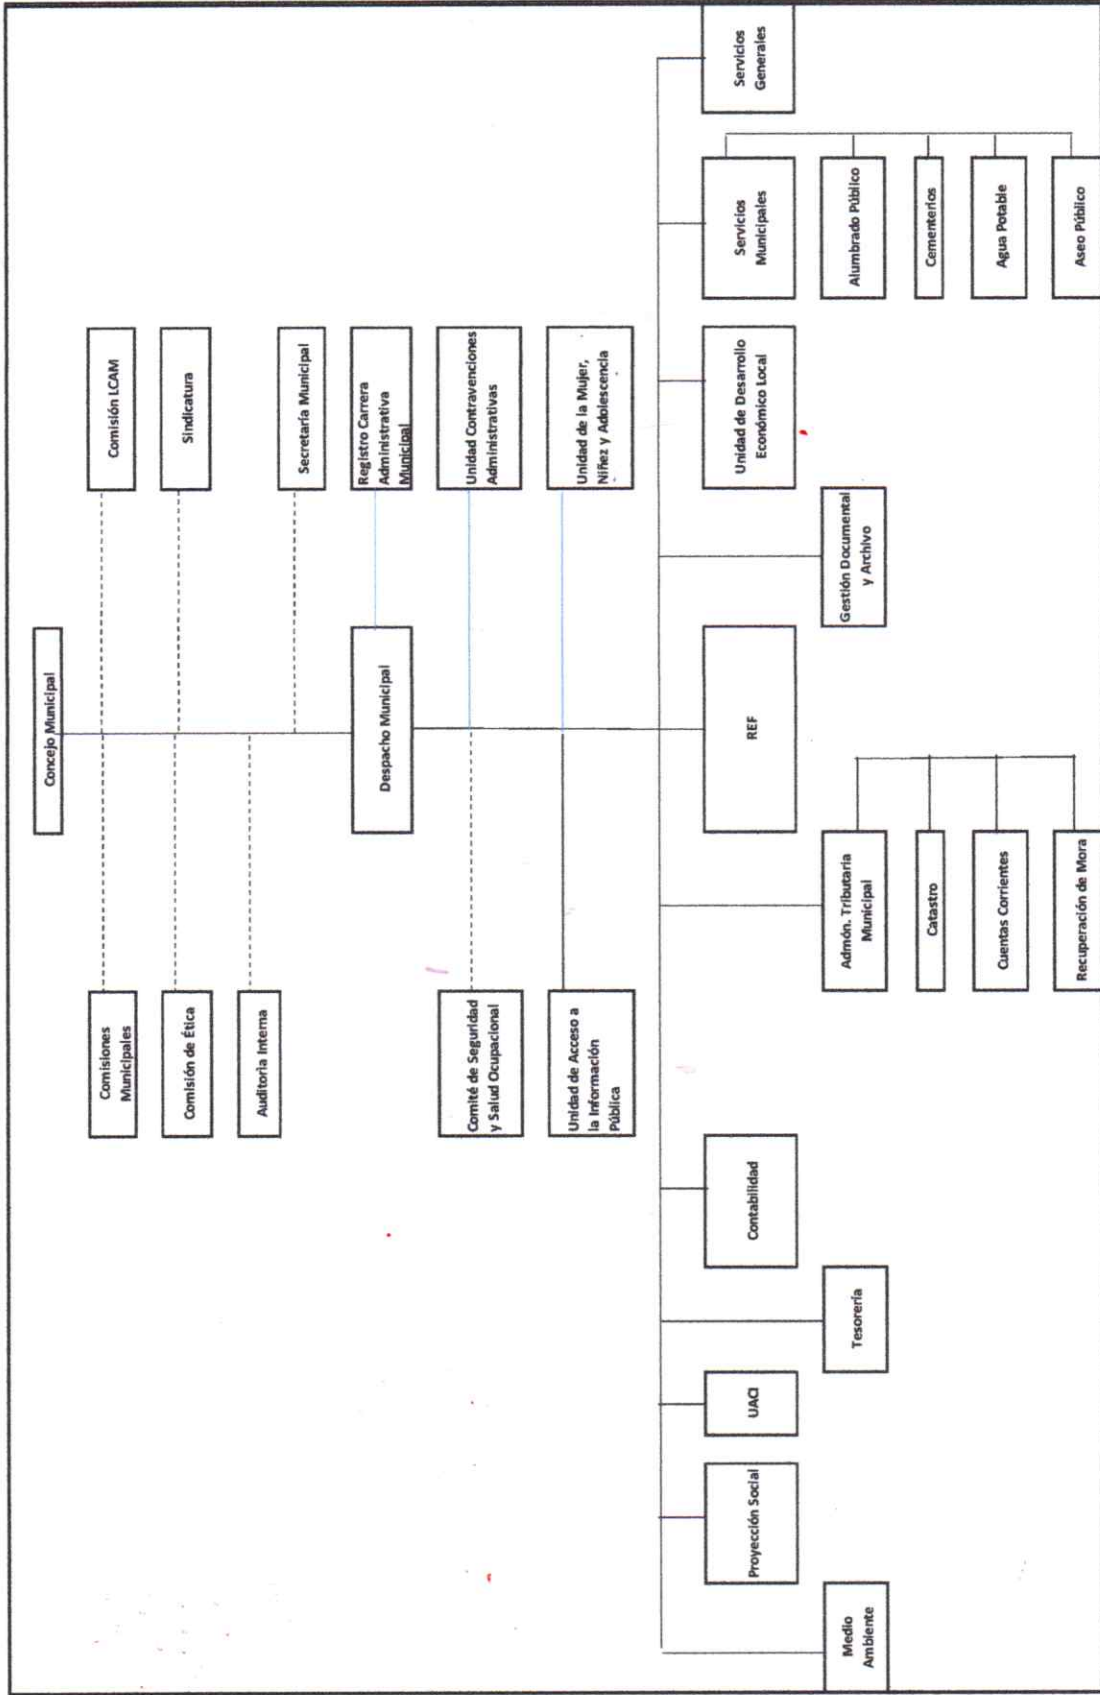 Concejo Municipal
Comisiones
Municipales
Comisión LCAM
Comisión de Ética
Sindicatura
Auditoria Interna
Secretaría Municipal
Despacho Municipal
Registro Carrera
Administrativa
Municipal
Comité de Seguridad
y Salud Ocupacional
Unidad Contravenciones
Administrativas
Unidad de Acceso a
la Información
Pública
Unidad de la Mujer,
Niñez y Adolescencia
Medio
Ambiente
Proyección Social
UACI
Tesorería
Contabilidad
Admón. Tributaria
Municipal
Catastro
Cuentas Corrientes
Recuperación de Mora
REF
Gestión Documental
y Archivo
Unidad de Desarrollo
Económico Local
Servicios
Municipales
Alumbrado Público
Cementerios
Agua Potable
Aseo Público
Servicios
Generales